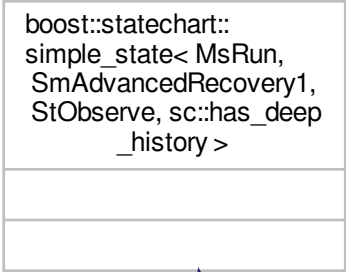 boost::statechart::
simple_state< MsRun,
SmAdvancedRecovery1,
StObserve, sc::has_deep
_history >